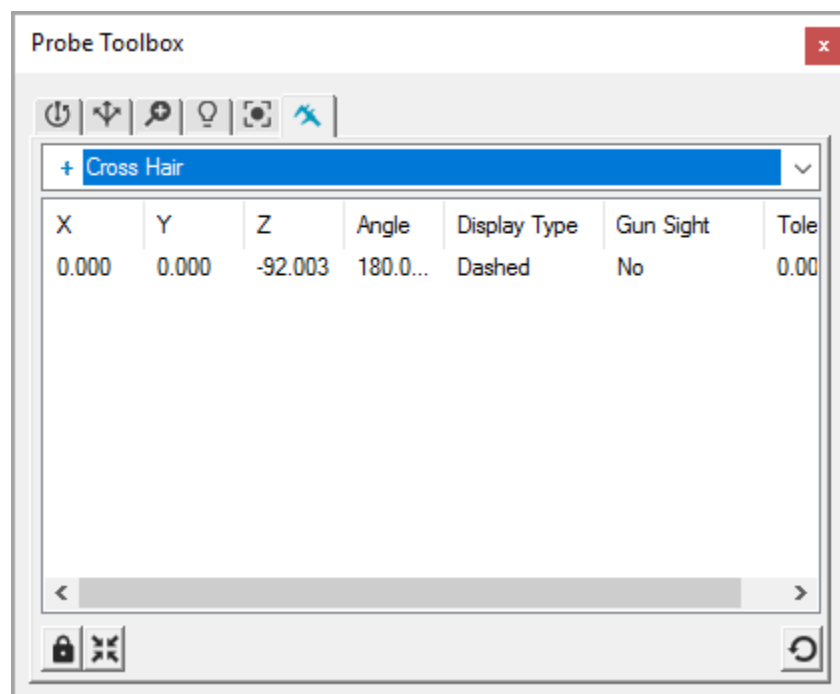 Probe Toolbox
Cross Hair
X Y Z Angle Display Type Gun Sight Tole
0.000 0.000 -92.003 180.0... Dashed No 0.00